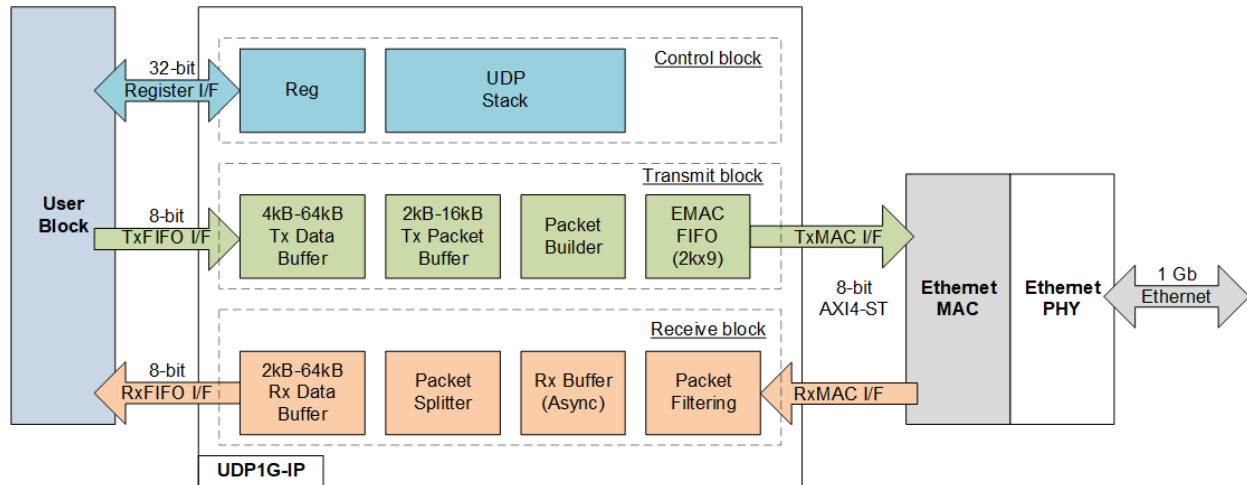 Control block
32-bit
Register I/F
Reg
UDP
Stack
Transmit block
User
Block
8-bit
TxFIFO I/F
4kB-64kB
Tx Data
Buffer
2kB-16kB
Tx Packet
Buffer
Packet
Builder
EMAC
FIFO
(2kx9)
TxMAC I/F
8-bit
AXI4-ST
Ethernet
MAC
Ethernet
PHY
1 Gb
Ethernet
Receive block
8-bit
RxFIFO I/F
2kB-64kB
Rx Data
Buffer
Packet
Splitter
Rx Buffer
(Async)
Packet
Filtering
RxMAC I/F
UDP1G-IP